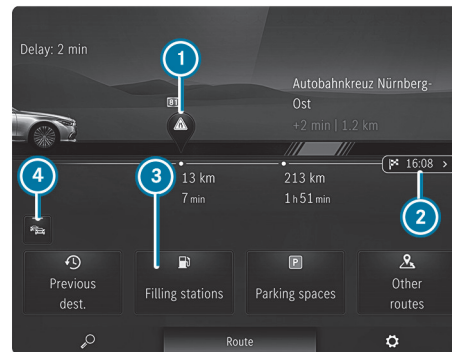 Delay: 2 min
1
Autobahnkreuz Nürnberg-
Ost
+2 min | 1.2 km
81
16:08 >
4
3
13 km
213 km
7 min
1 h 51 min
2
Previous
dest.
Filling stations
P
Parking spaces
Other
routes
Route